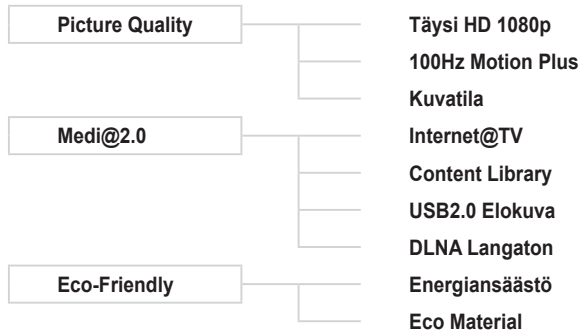 Picture Quality Täysi HD 1080p
100Hz Motion Plus
Kuvatila
Medi@2.0 Internet@TV
Content Library
USB2.0 Elokuva
DLNA Langaton
Eco-Friendly Energiansäästö
Eco Material